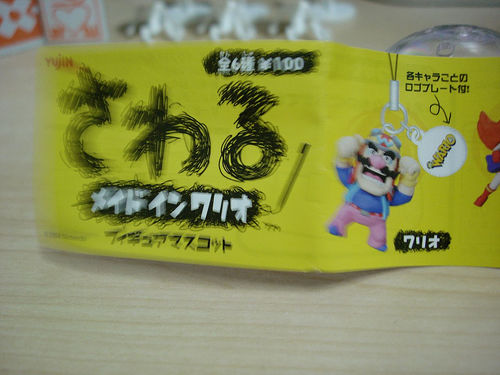 Yujin
全6種 ¥100
さわる
メイドインワリオ
フィギュアマスコット
各キャラごとの
ロゴプレート付!
WARIO
ワリオ